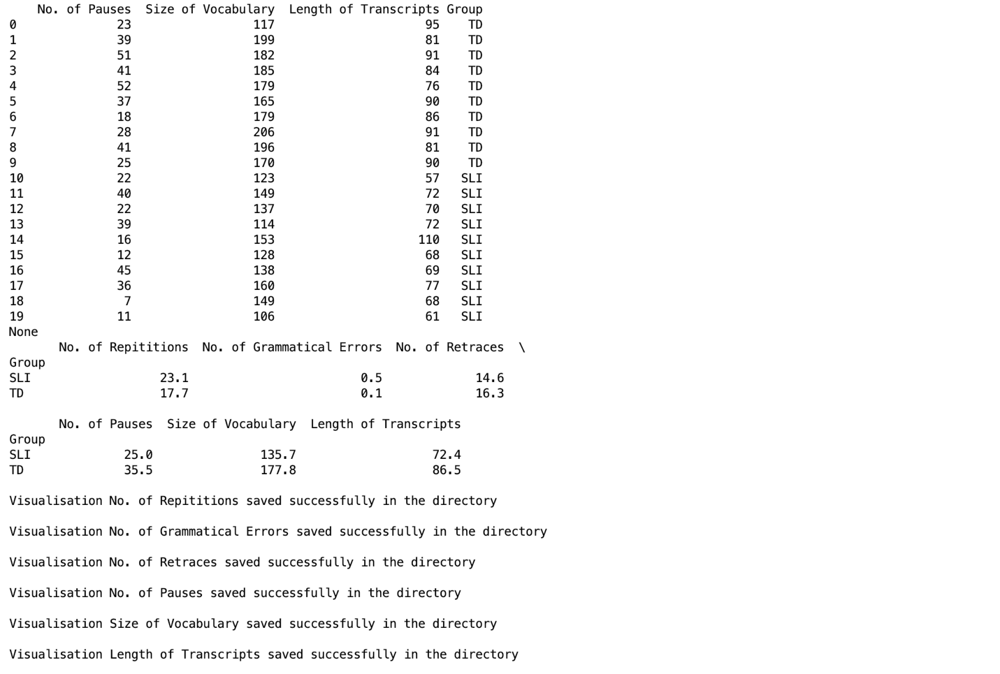 No. of Pauses  Size of Vocabulary  Length of Transcripts Group
0 23 117 95 TD
1 39 199 81 TD
2 51 182 91 TD
3 41 185 84 TD
4 52 179 76 TD
5 37 165 90 TD
6 18 179 86 TD
7 28 206 91 TD
8 41 196 81 TD
9 25 170 90 TD
10 22 123 57 SLI
11 40 149 72 SLI
12 22 137 70 SLI
13 39 114 72 SLI
14 16 153 110 SLI
15 12 128 68 SLI
16 45 138 69 SLI
17 36 160 77 SLI
18 7 149 68 SLI
19 11 106 61 SLI
None
No. of Repititions  No. of Grammatical Errors  No. of Retraces  \
Group
SLI 23.1 0.5 14.6
TD 17.7 0.1 16.3
No. of Pauses  Size of Vocabulary  Length of Transcripts
Group
SLI 25.0 135.7 72.4
TD 35.5 177.8 86.5
Visualisation No. of Repititions saved successfully in the directory
Visualisation No. of Grammatical Errors saved successfully in the directory
Visualisation No. of Retraces saved successfully in the directory
Visualisation No. of Pauses saved successfully in the directory
Visualisation Size of Vocabulary saved successfully in the directory
Visualisation Length of Transcripts saved successfully in the directory